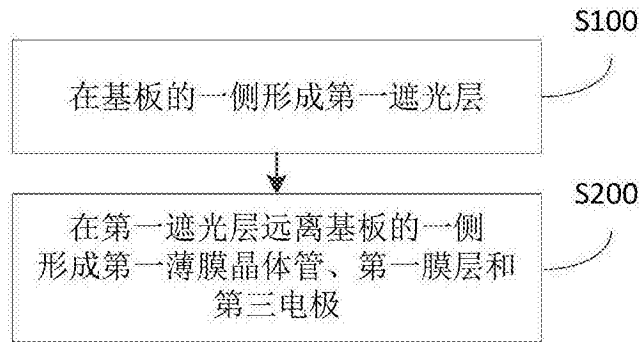 S100
在基板的一侧形成第一遮光层
S200
在第一遮光层远离基板的一侧
形成第一薄膜晶体管、第一膜层和
第三电极